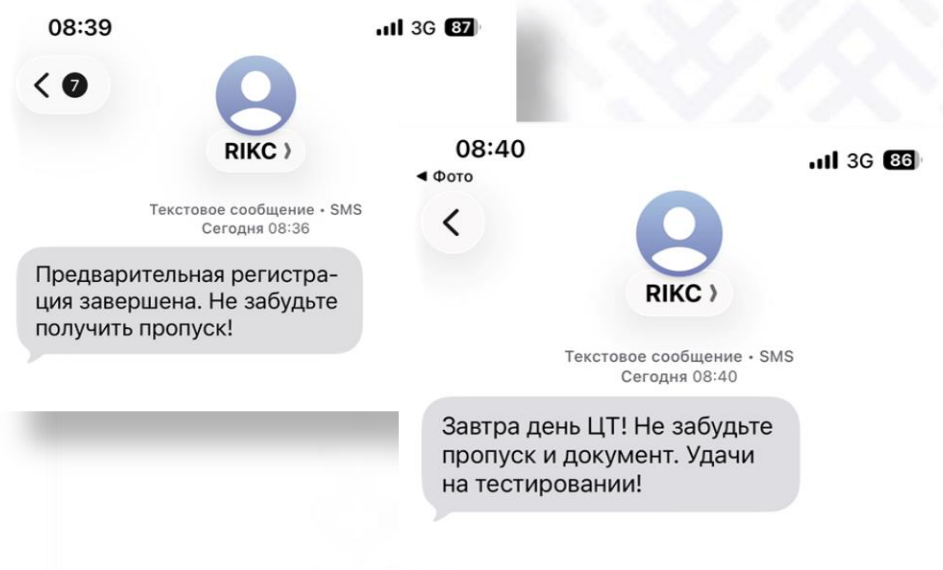 08:39
3G 87
7
RIKC ⟩
Текстовое сообщение • SMS
Сегодня 08:36
Предварительная регистра-
ция завершена. Не забудьте
получить пропуск!
08:40
3G 86
◀ Фото
RIKC ⟩
Текстовое сообщение • SMS
Сегодня 08:40
Завтра день ЦТ! Не забудьте
пропуск и документ. Удачи
на тестировании!